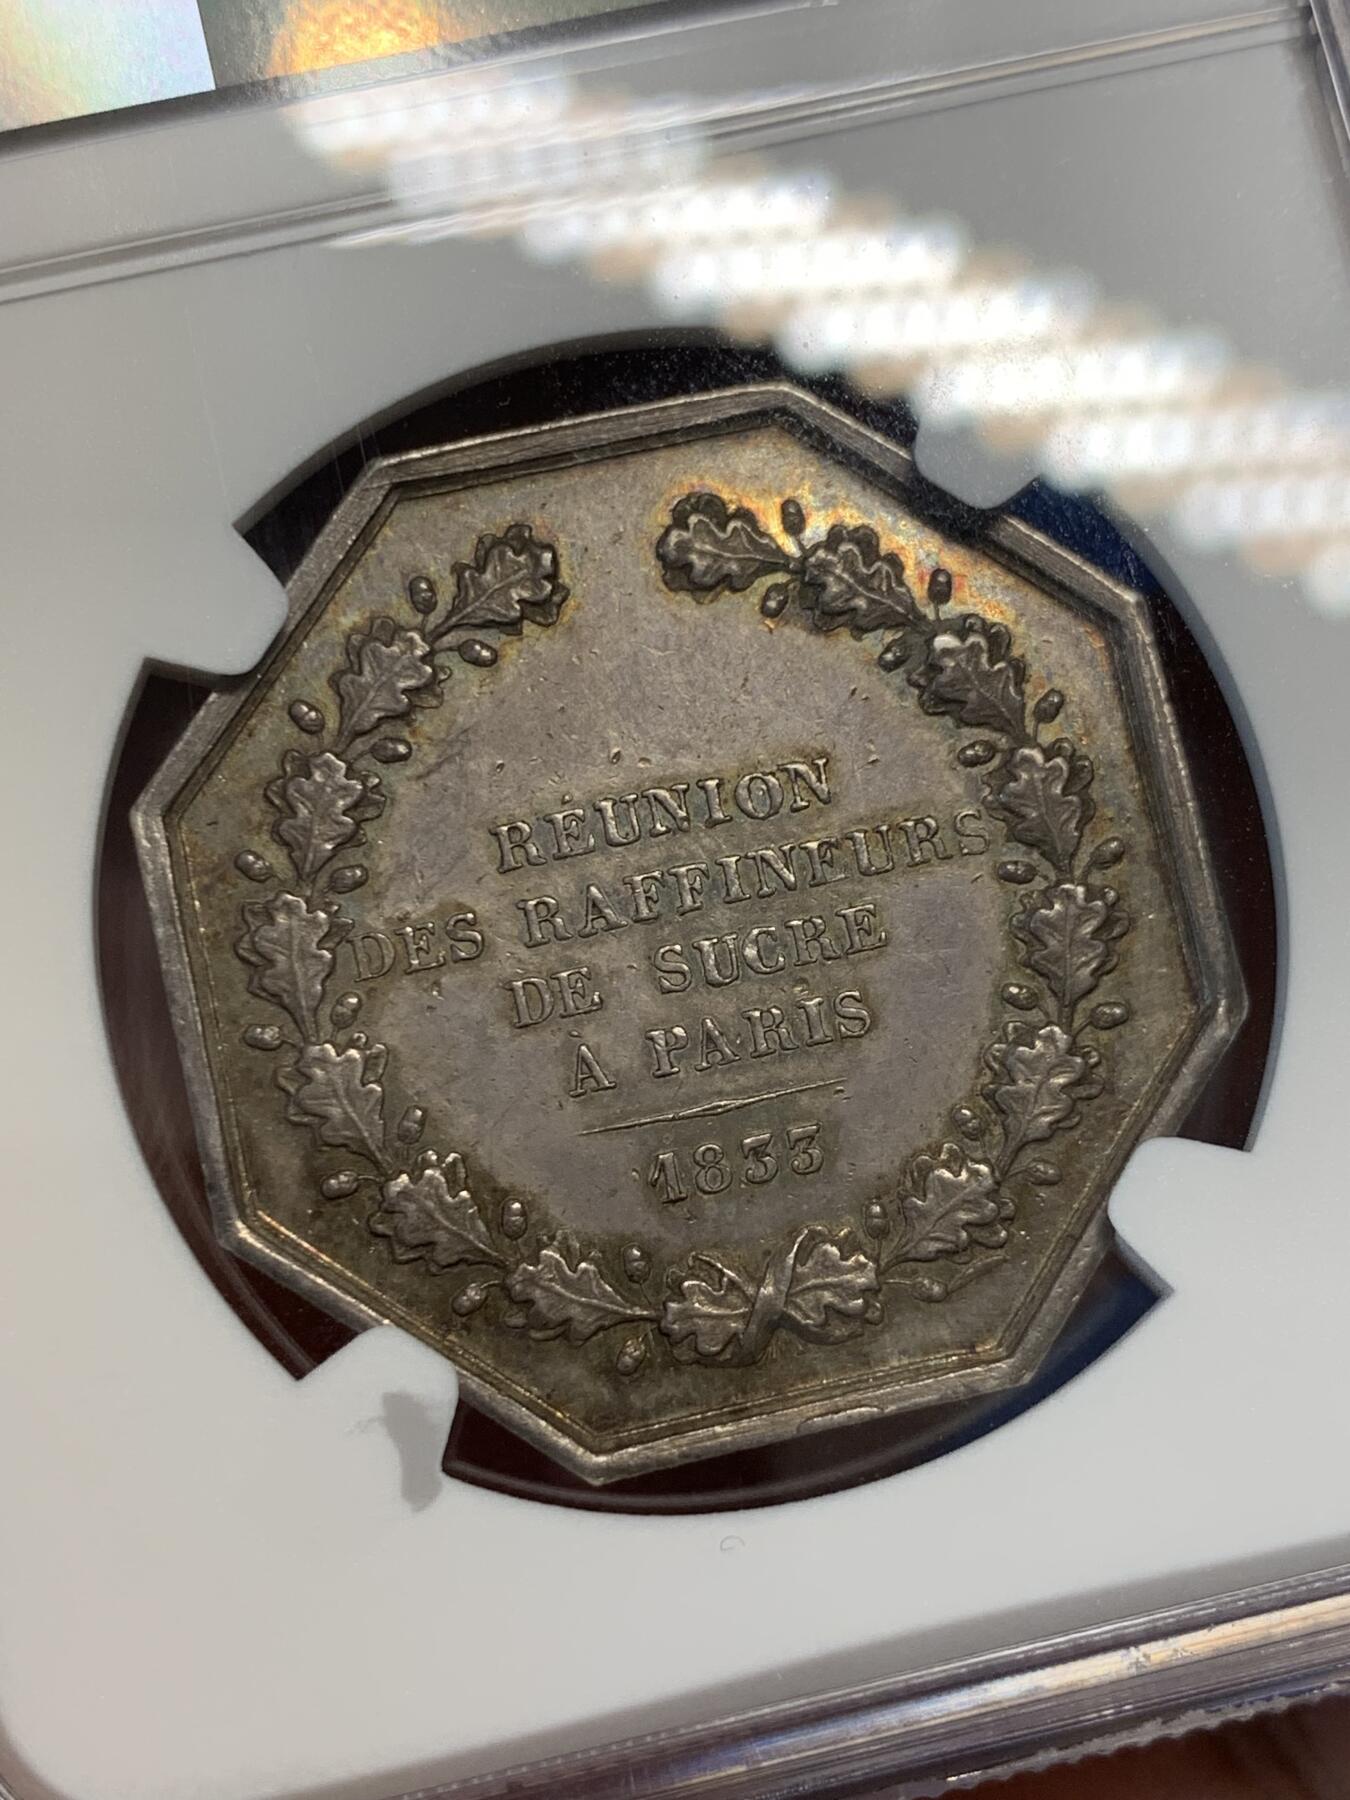 RÉUNION
DES RAFFINEURS
DE SUCRE
À PARIS
1833